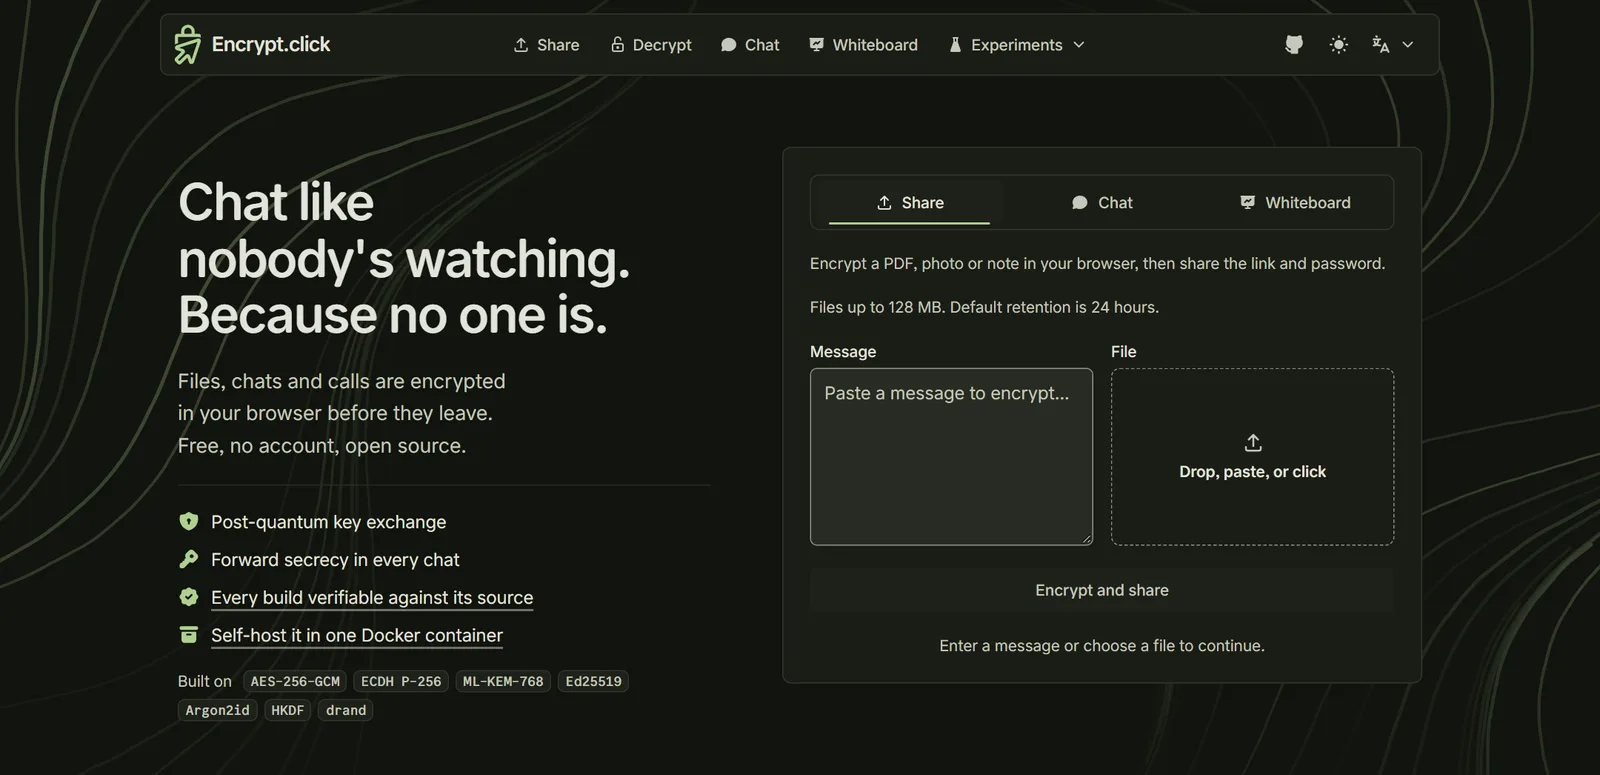 Encrypt.click
Share
Decrypt
Chat
Whiteboard
Experiments
Chat like
nobody's watching.
Because no one is.
Files, chats and calls are encrypted
in your browser before they leave.
Free, no account, open source.
Post-quantum key exchange
Forward secrecy in every chat
Every build verifiable against its source
Self-host it in one Docker container
Built on AES-256-GCM ECDH P-256 ML-KEM-768 Ed25519
Argon2id HKDF drand
Share
Chat
Whiteboard
Encrypt a PDF, photo or note in your browser, then share the link and password.
Files up to 128 MB. Default retention is 24 hours.
Message
Paste a message to encrypt...
File
Drop, paste, or click
Encrypt and share
Enter a message or choose a file to continue.